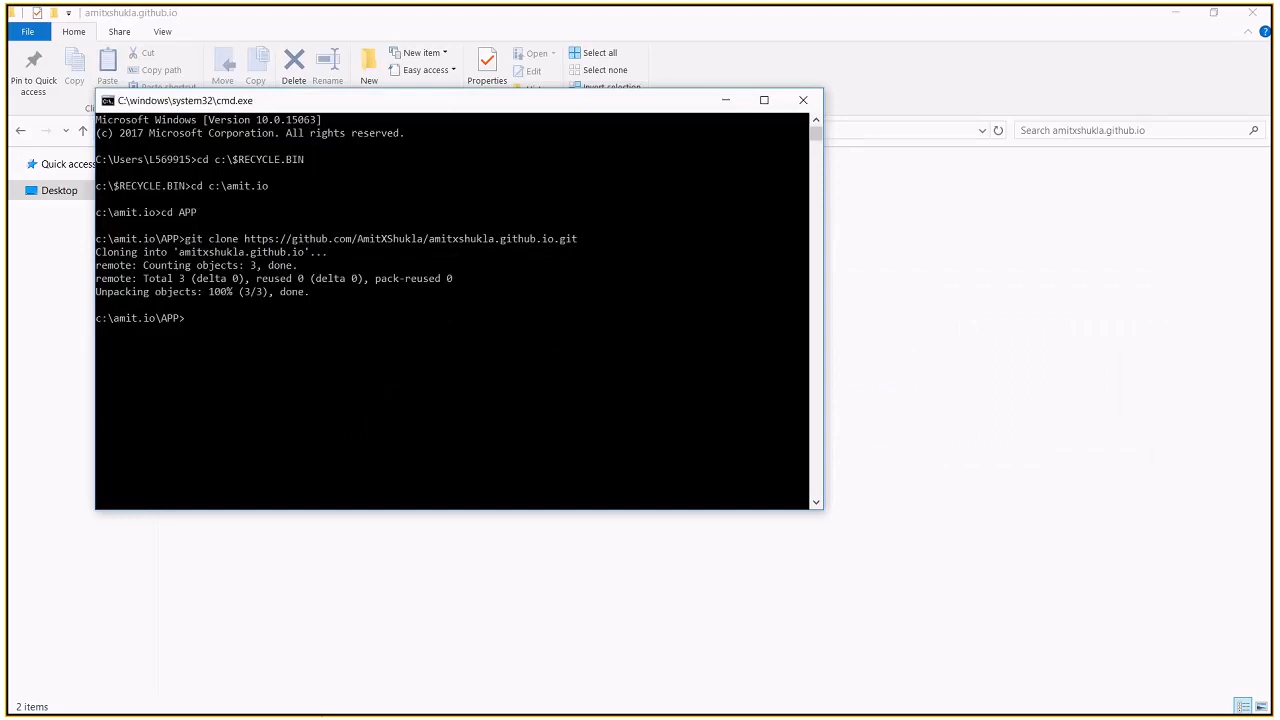 amitxshukla.github.io
File
Home
Share
View
Pin to Quick
access
Copy
Paste
Cut
Copy path
Paste shortcut
Move
Copy
Delete
Rename
New
New item
Easy access
Properties
Open
Edit
Select all
Select none
Invert selection
C:\windows\system32\cmd.exe
Search amitxshukla.github.io
Quick access
Desktop
Microsoft Windows [Version 10.0.15063]
(c) 2017 Microsoft Corporation. All rights reserved.
C:\Users\L569915>cd c:\$RECYCLE.BIN
c:\$RECYCLE.BIN>cd c:\amit.io
c:\amit.io>cd APP
c:\amit.io\APP>git clone https://github.com/AmitXShukla/amitxshukla.github.io.git
Cloning into 'amitxshukla.github.io'...
remote: Counting objects: 3, done.
remote: Total 3 (delta 0), reused 0 (delta 0), pack-reused 0
Unpacking objects: 100% (3/3), done.
c:\amit.io\APP>
2 items